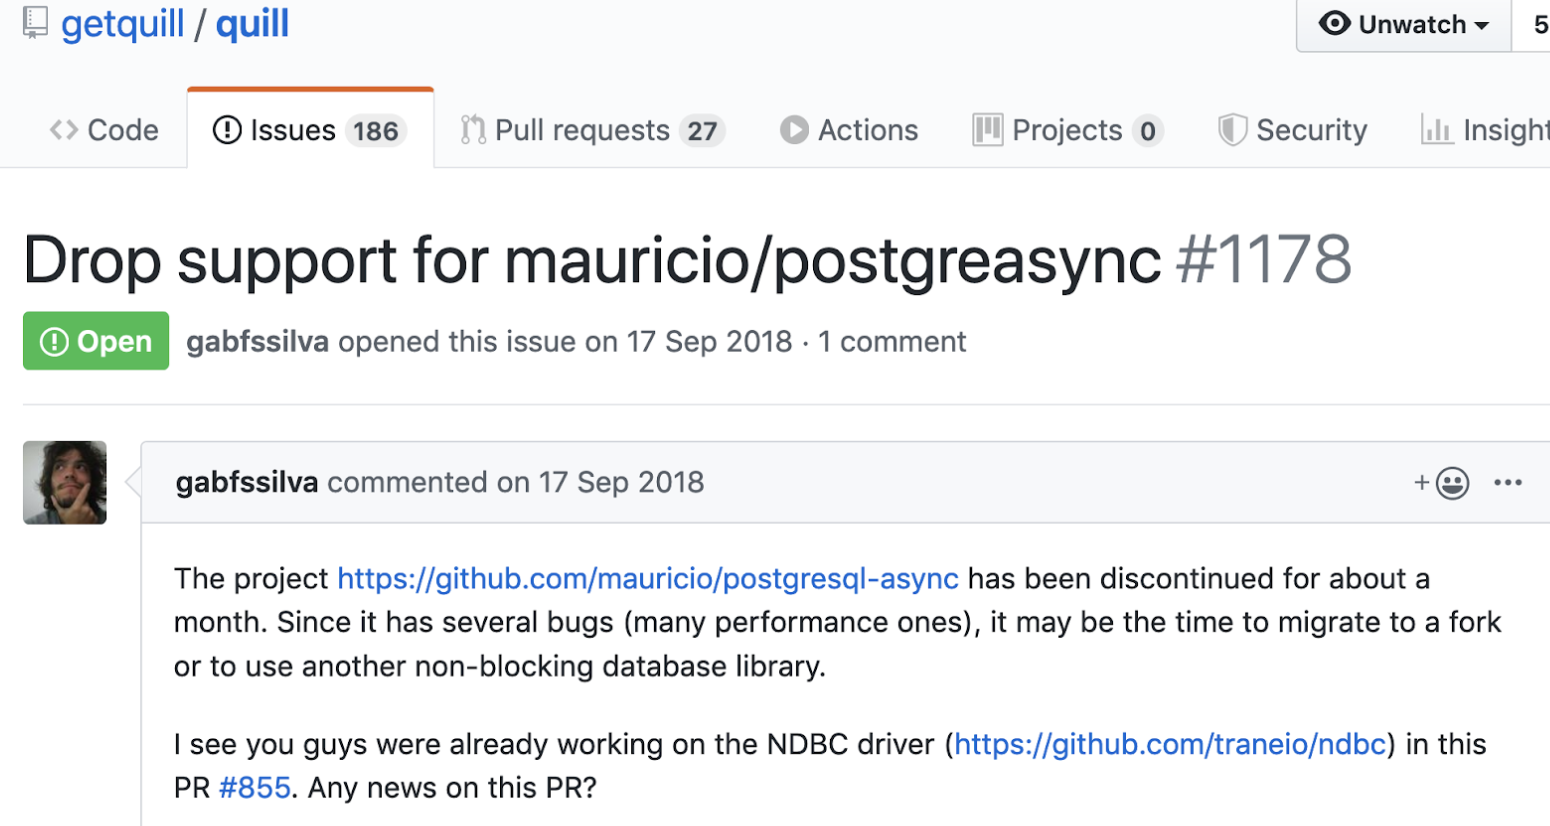 getquill / quill
Unwatch
5
Code
Issues 186
Pull requests 27
Actions
Projects 0
Security
Insight
Drop support for mauricio/postgreasync #1178
Open
gabfssilva opened this issue on 17 Sep 2018 · 1 comment
gabfssilva commented on 17 Sep 2018
The project https://github.com/mauricio/postgresql-async has been discontinued for about a
month. Since it has several bugs (many performance ones), it may be the time to migrate to a fork
or to use another non-blocking database library.
I see you guys were already working on the NDBC driver (https://github.com/traneio/ndbc) in this
PR #855. Any news on this PR?